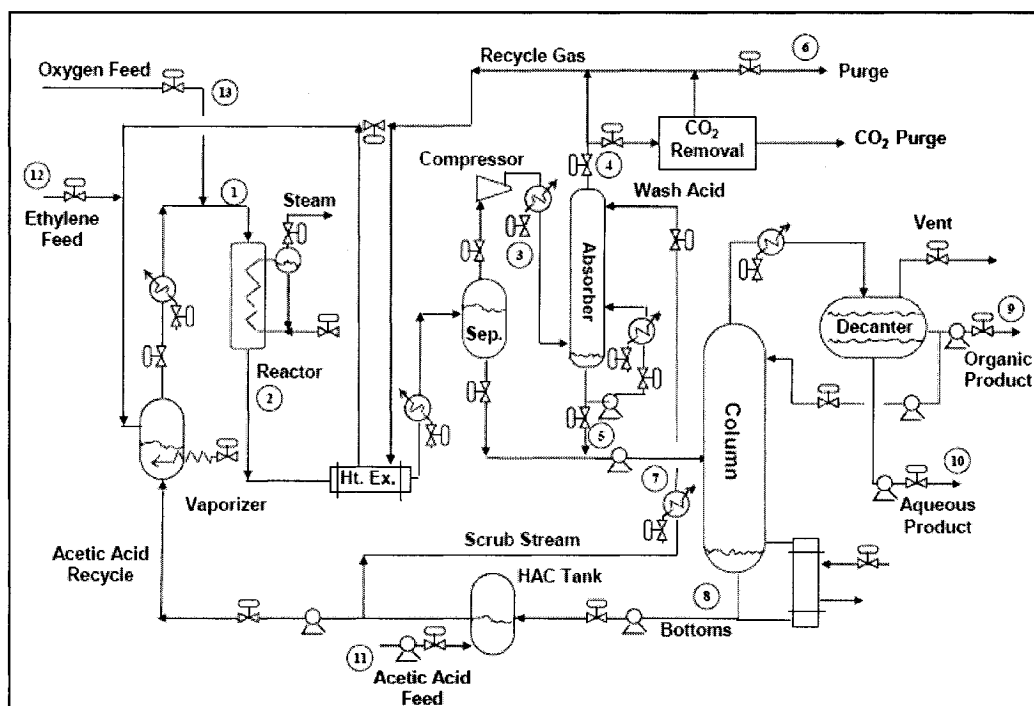 Oxygen Feed
13
Recycle Gas
6
Purge
CO2
Removal
CO2 Purge
12
Ethylene
Feed
1
Steam
Compressor
4
Wash Acid
3
Absorber
Sep.
Vent
Decanter
9
Organic
Product
Reactor
2
Column
5
Ht. Ex.
7
10
Aqueous
Product
Vaporizer
Acetic Acid
Recycle
Scrub Stream
HAC Tank
8
Bottoms
11
Acetic Acid
Feed